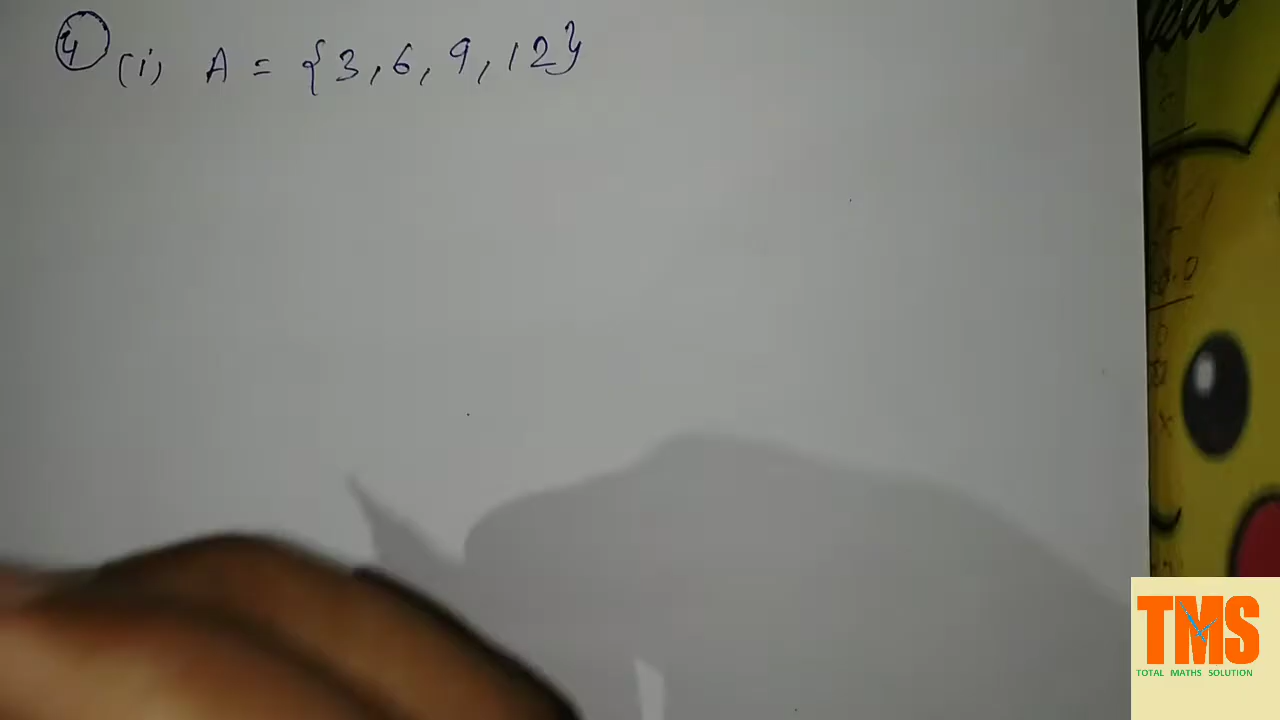 4 (i) A = {3, 6, 9, 12}
TMS
TOTAL MATHS SOLUTION